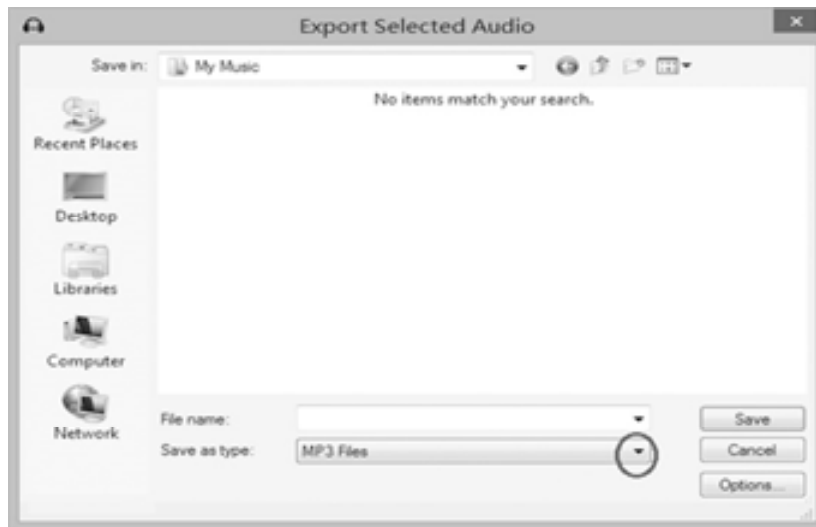 Export Selected Audio
Save in: My Music
No items match your search.
Recent Places
Desktop
Libraries
Computer
Network
File name:
Save
Save as type: MP3 Files
Cancel
Options...